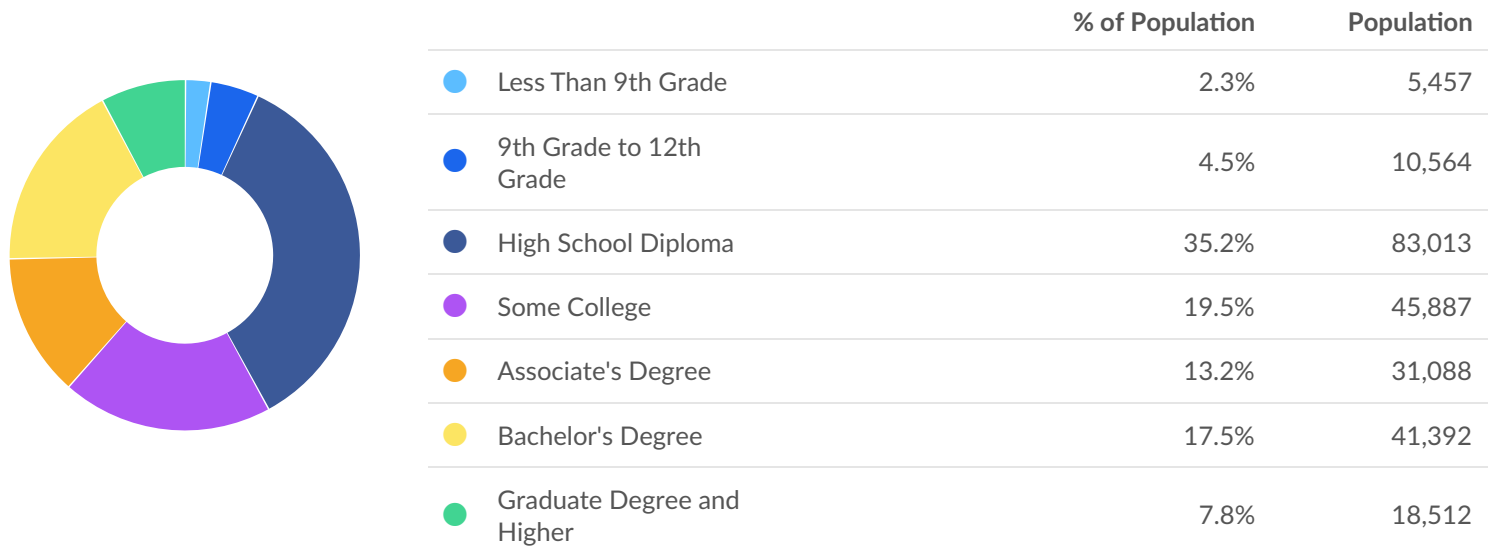 % of Population Population
Less Than 9th Grade 2.3% 5,457
9th Grade to 12th
Grade 4.5% 10,564
High School Diploma 35.2% 83,013
Some College 19.5% 45,887
Associate's Degree 13.2% 31,088
Bachelor's Degree 17.5% 41,392
Graduate Degree and
Higher 7.8% 18,512